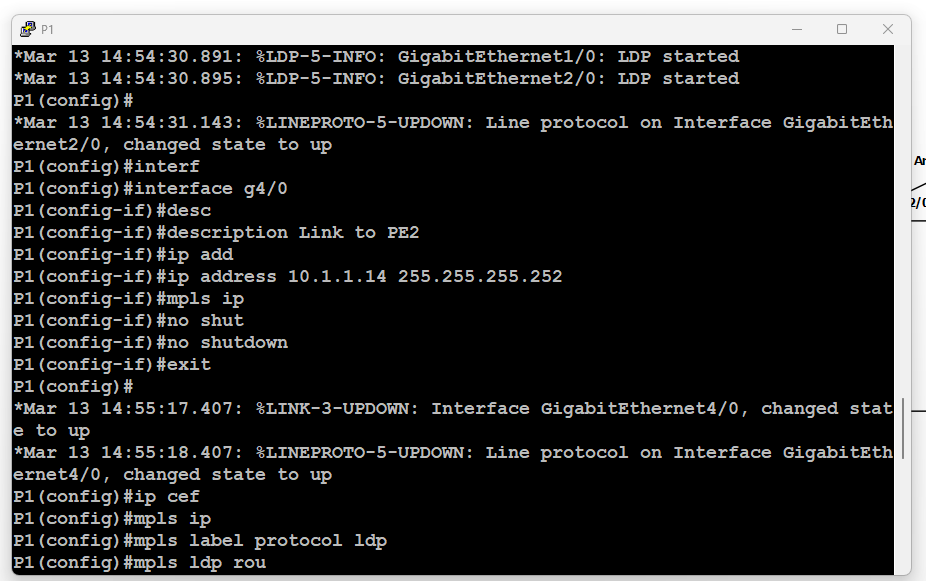 P1
*Mar 13 14:54:30.891: %LDP-5-INFO: GigabitEthernet1/0: LDP started
*Mar 13 14:54:30.895: %LDP-5-INFO: GigabitEthernet2/0: LDP started
P1(config)#
*Mar 13 14:54:31.143: %LINEPROTO-5-UPDOWN: Line protocol on Interface GigabitEth
ernet2/0, changed state to up
P1(config)#interf
P1(config)#interface g4/0
P1(config-if)#desc
P1(config-if)#description Link to PE2
P1(config-if)#ip add
P1(config-if)#ip address 10.1.1.14 255.255.255.252
P1(config-if)#mpls ip
P1(config-if)#no shut
P1(config-if)#no shutdown
P1(config-if)#exit
P1(config)#
*Mar 13 14:55:17.407: %LINK-3-UPDOWN: Interface GigabitEthernet4/0, changed stat
e to up
*Mar 13 14:55:18.407: %LINEPROTO-5-UPDOWN: Line protocol on Interface GigabitEth
ernet4/0, changed state to up
P1(config)#ip cef
P1(config)#mpls ip
P1(config)#mpls label protocol ldp
P1(config)#mpls ldp rou